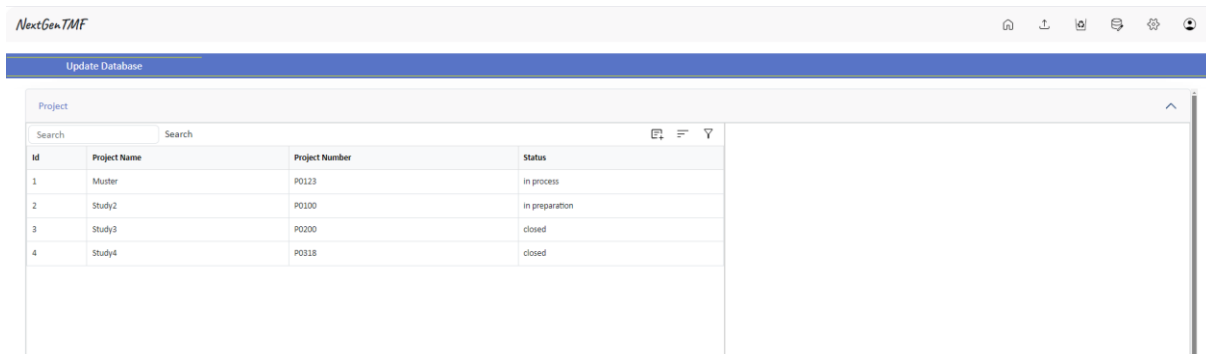 NextGenTMF
Update Database
Project
Search Search
Id Project Name Project Number Status
1 Muster P0123 in process
2 Study2 P0100 in preparation
3 Study3 P0200 closed
4 Study4 P0318 closed